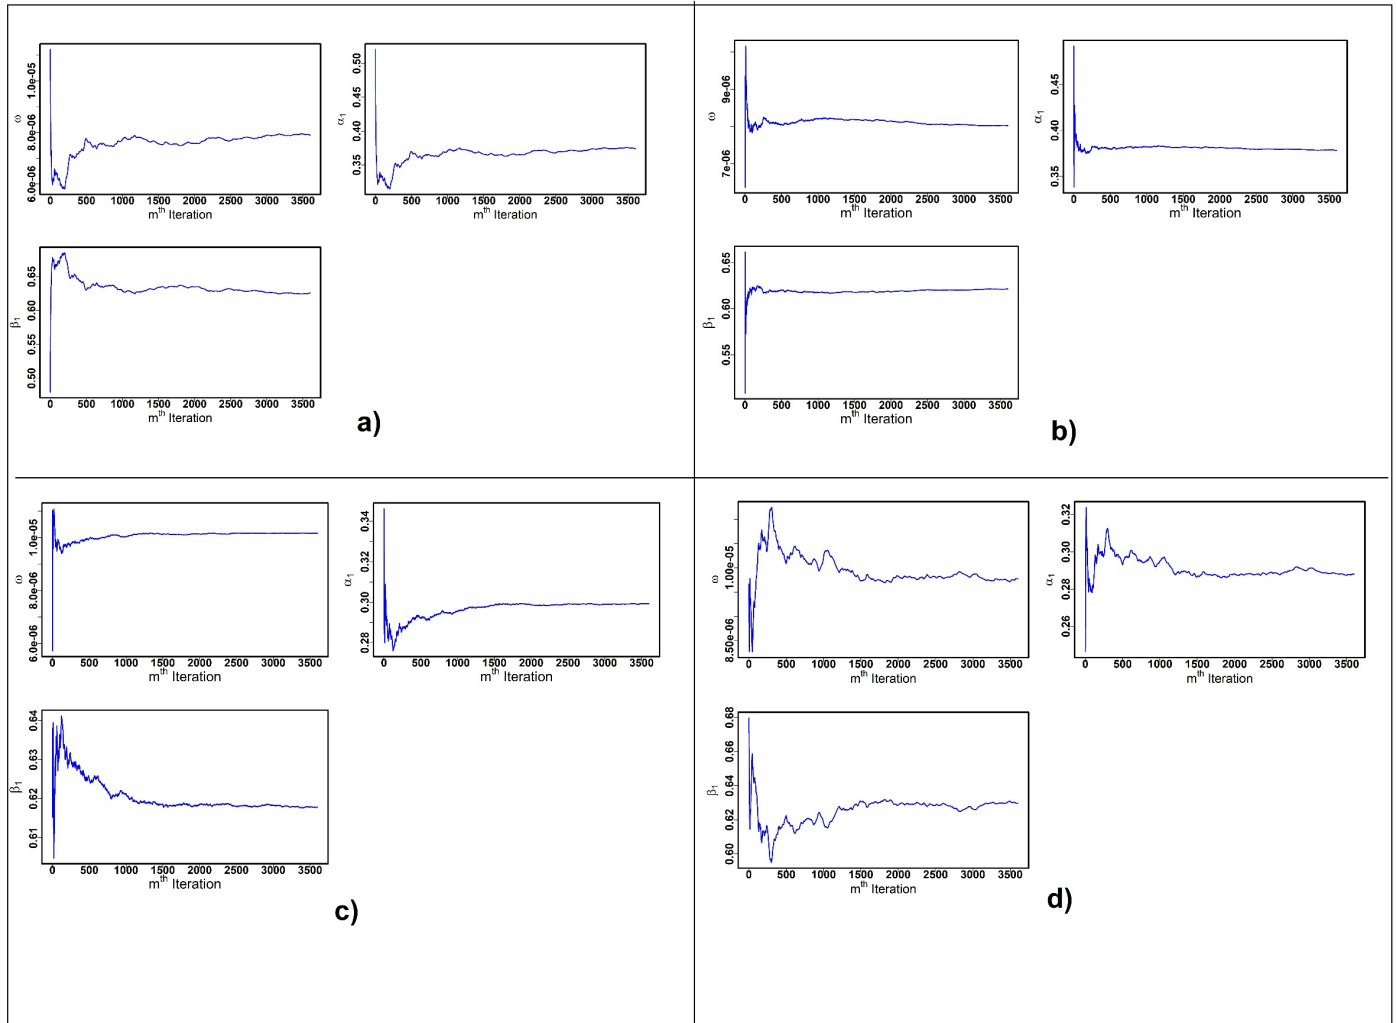 ω
6.0e-06 8.0e-06 1.0e-05
0 500 1000 1500 2000 2500 3000 3500
mth Iteration
α1
0.35 0.40 0.45 0.50
0 500 1000 1500 2000 2500 3000 3500
mth Iteration
β1
0.50 0.55 0.60 0.65
0 500 1000 1500 2000 2500 3000 3500
mth Iteration
a)
ω
7e-06 9e-06
0 500 1000 1500 2000 2500 3000 3500
mth Iteration
α1
0.35 0.40 0.45
0 500 1000 1500 2000 2500 3000 3500
mth Iteration
β1
0.55 0.60 0.65
0 500 1000 1500 2000 2500 3000 3500
mth Iteration
b)
ω
6.0e-06 8.0e-06 1.0e-05
0 500 1000 1500 2000 2500 3000 3500
mth Iteration
α1
0.28 0.30 0.32 0.34
0 500 1000 1500 2000 2500 3000 3500
mth Iteration
β1
0.61 0.62 0.63 0.64
0 500 1000 1500 2000 2500 3000 3500
mth Iteration
c)
ω
8.50e-06 1.00e-05
0 500 1000 1500 2000 2500 3000 3500
mth Iteration
α1
0.26 0.28 0.30 0.32
0 500 1000 1500 2000 2500 3000 3500
mth Iteration
β1
0.60 0.62 0.64 0.66 0.68
0 500 1000 1500 2000 2500 3000 3500
mth Iteration
d)